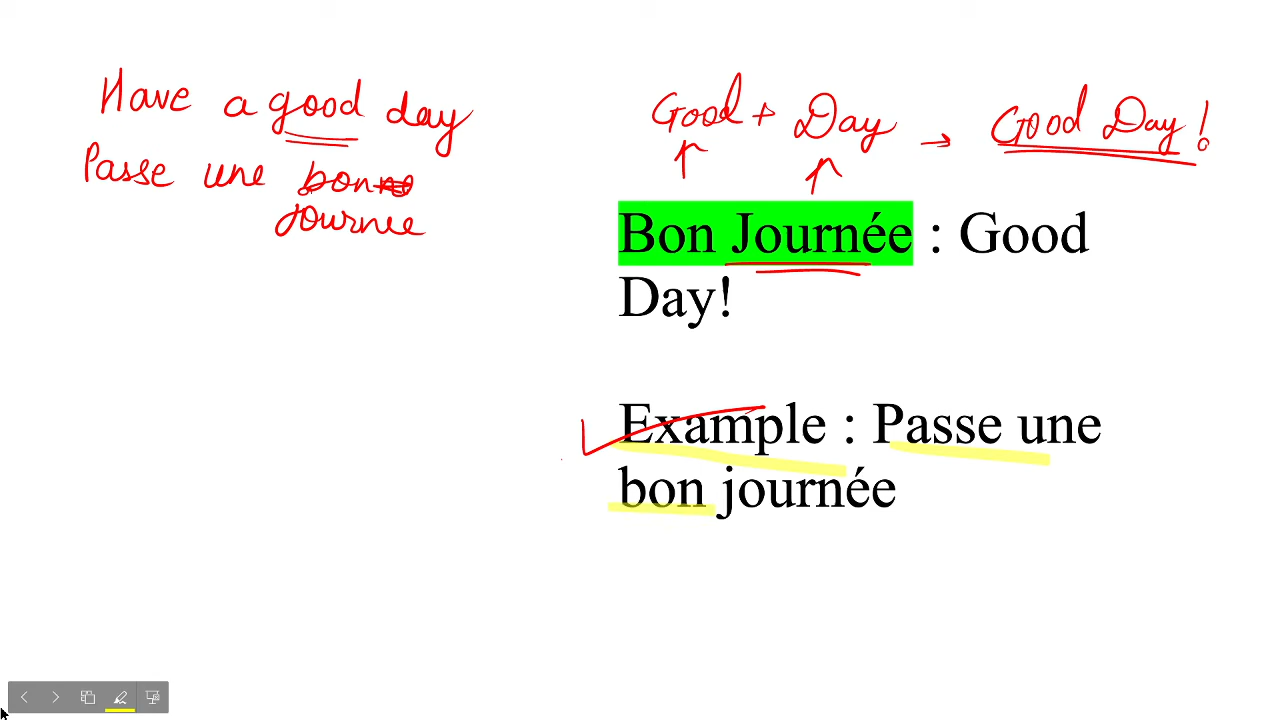 Have a good day
Passe une bon
journee
Good + Day → Good Day!
Bon Journée : Good
Day!
Example : Passe une
bon journée